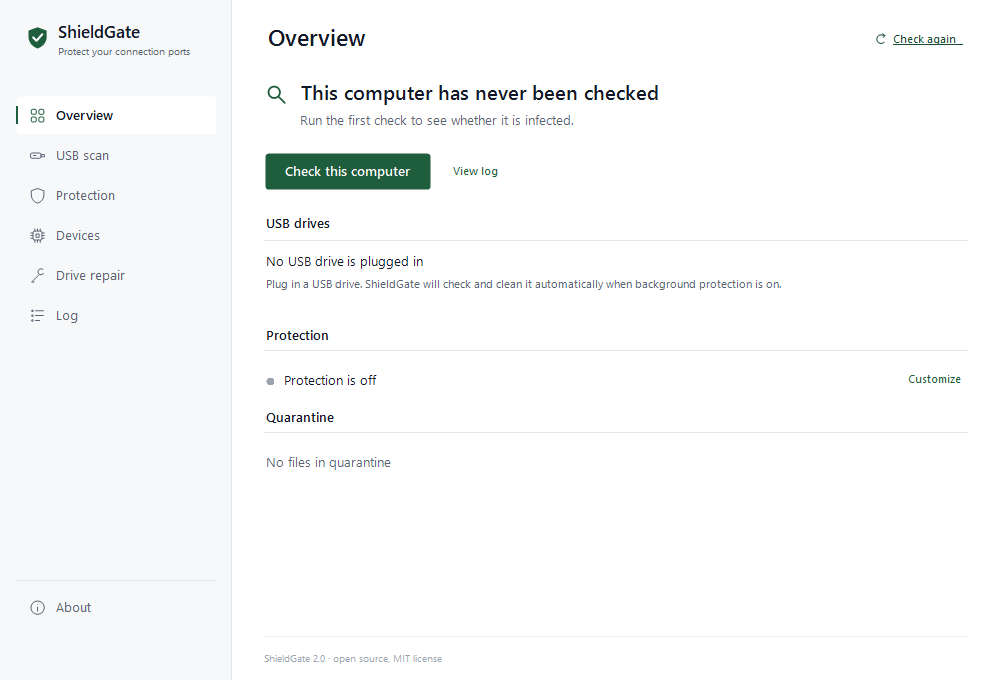 ShieldGate
Protect your connection ports
Overview
USB scan
Protection
Devices
Drive repair
Log
About
Overview
Check again
This computer has never been checked
Run the first check to see whether it is infected.
Check this computer
View log
USB drives
No USB drive is plugged in
Plug in a USB drive. ShieldGate will check and clean it automatically when background protection is on.
Protection
Protection is off
Customize
Quarantine
No files in quarantine
ShieldGate 2.0 · open source, MIT license